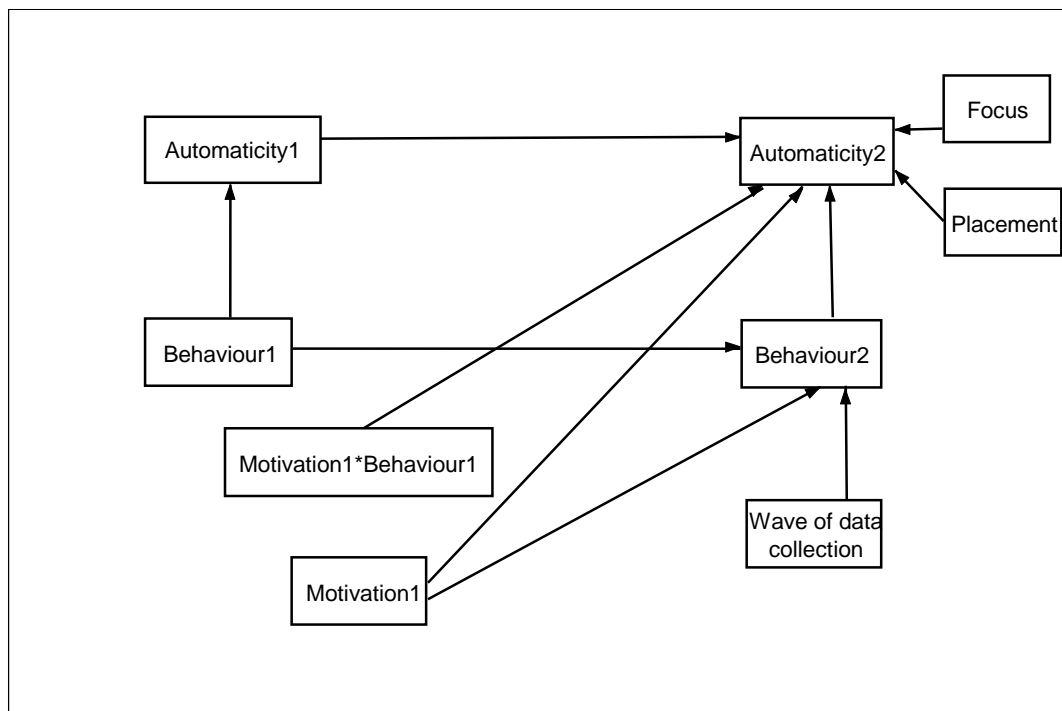 Focus
Automaticity1
Automaticity2
Placement
Behaviour1
Behaviour2
Motivation1*Behaviour1
Wave of data
collection
Motivation1